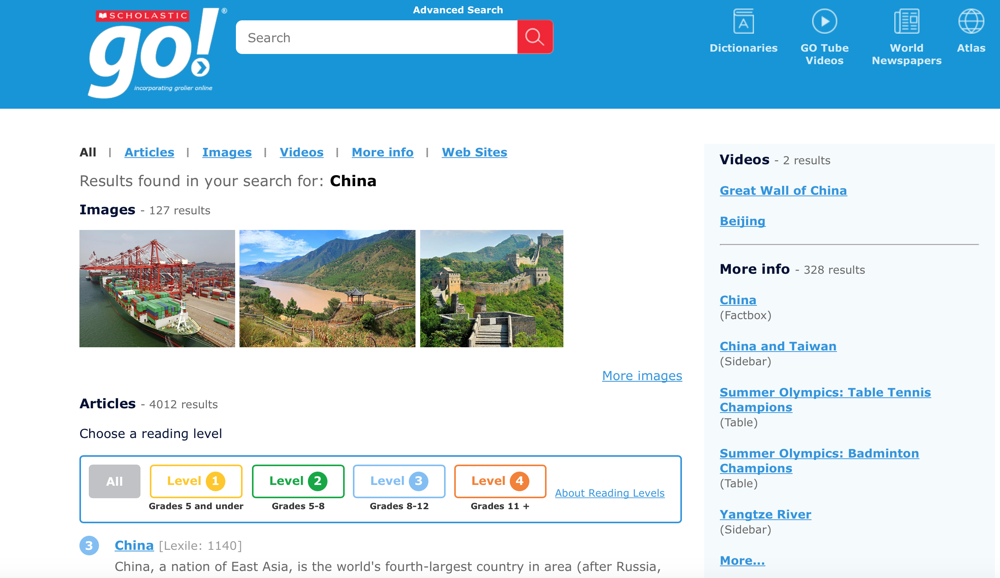 SCHOLASTIC
go!®
incorporating grolier online
Advanced Search
Search
Dictionaries
GO Tube
Videos
World
Newspapers
Atlas
All | Articles | Images | Videos | More info | Web Sites
Results found in your search for: China
Images - 127 results
More images
Articles - 4012 results
Choose a reading level
All
Level 1
Grades 5 and under
Level 2
Grades 5-8
Level 3
Grades 8-12
Level 4
Grades 11 +
About Reading Levels
3 China [Lexile: 1140]
China, a nation of East Asia, is the world's fourth-largest country in area (after Russia,
Videos - 2 results
Great Wall of China
Beijing
More info - 328 results
China
(Factbox)
China and Taiwan
(Sidebar)
Summer Olympics: Table Tennis
Champions
(Table)
Summer Olympics: Badminton
Champions
(Table)
Yangtze River
(Sidebar)
More...